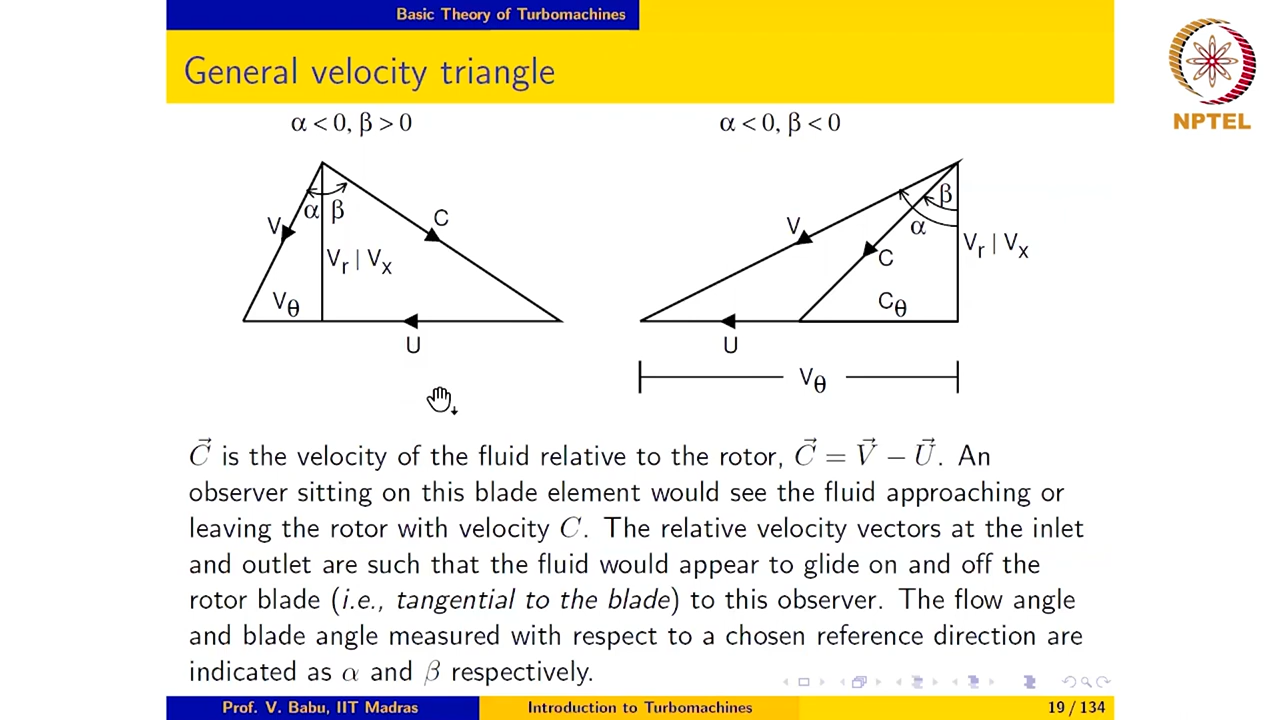 Basic Theory of Turbomachines
General velocity triangle
NPTEL
α < 0, β > 0
α < 0, β < 0
V
α
β
C
Vr | Vx
Vθ
U
V
β
α
C
Vr | Vx
Cθ
U
Vθ
C⃗ is the velocity of the fluid relative to the rotor, C⃗ = V⃗ − U⃗. An
observer sitting on this blade element would see the fluid approaching or
leaving the rotor with velocity C. The relative velocity vectors at the inlet
and outlet are such that the fluid would appear to glide on and off the
rotor blade (i.e., tangential to the blade) to this observer. The flow angle
and blade angle measured with respect to a chosen reference direction are
indicated as α and β respectively.
Prof. V. Babu, IIT Madras
Introduction to Turbomachines
19 / 134